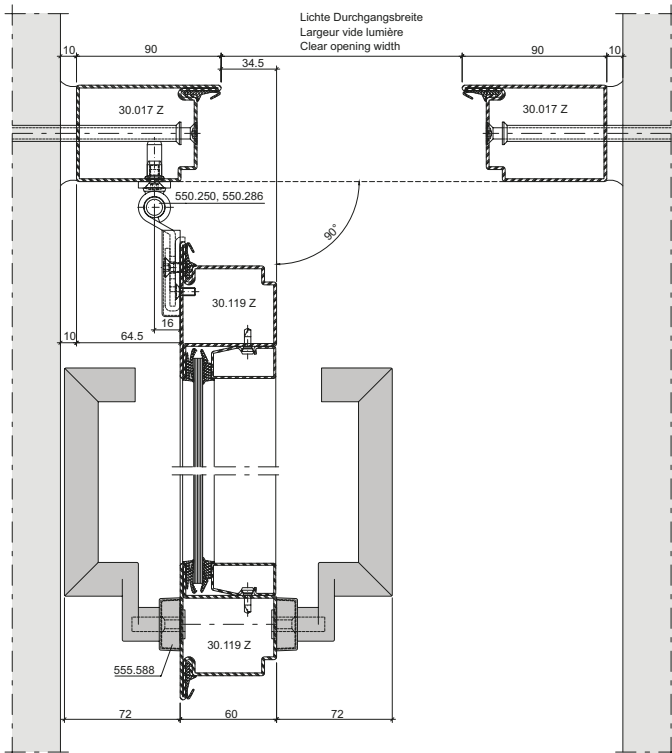 Lichte Durchgangsbreite
Largeur vide lumière
Clear opening width
10
90
90
10
34.5
30.017 Z
30.017 Z
550.250, 550.286
90°
30.119 Z
16
10
64.5
30.119 Z
555.588
72
60
72